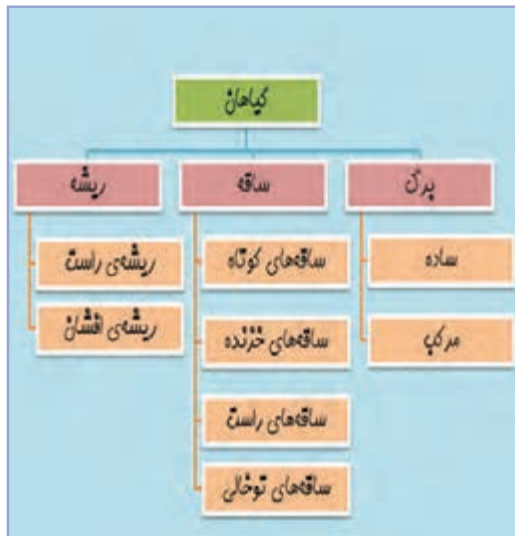 گیاهان
برگ
ساده
مرکب
ساقه
ساقه‌های کوتاه
ساقه‌های خزنده
ساقه‌های راست
ساقه‌های توخالی
ریشه
ریشه‌ی راست
ریشه‌ی افشان